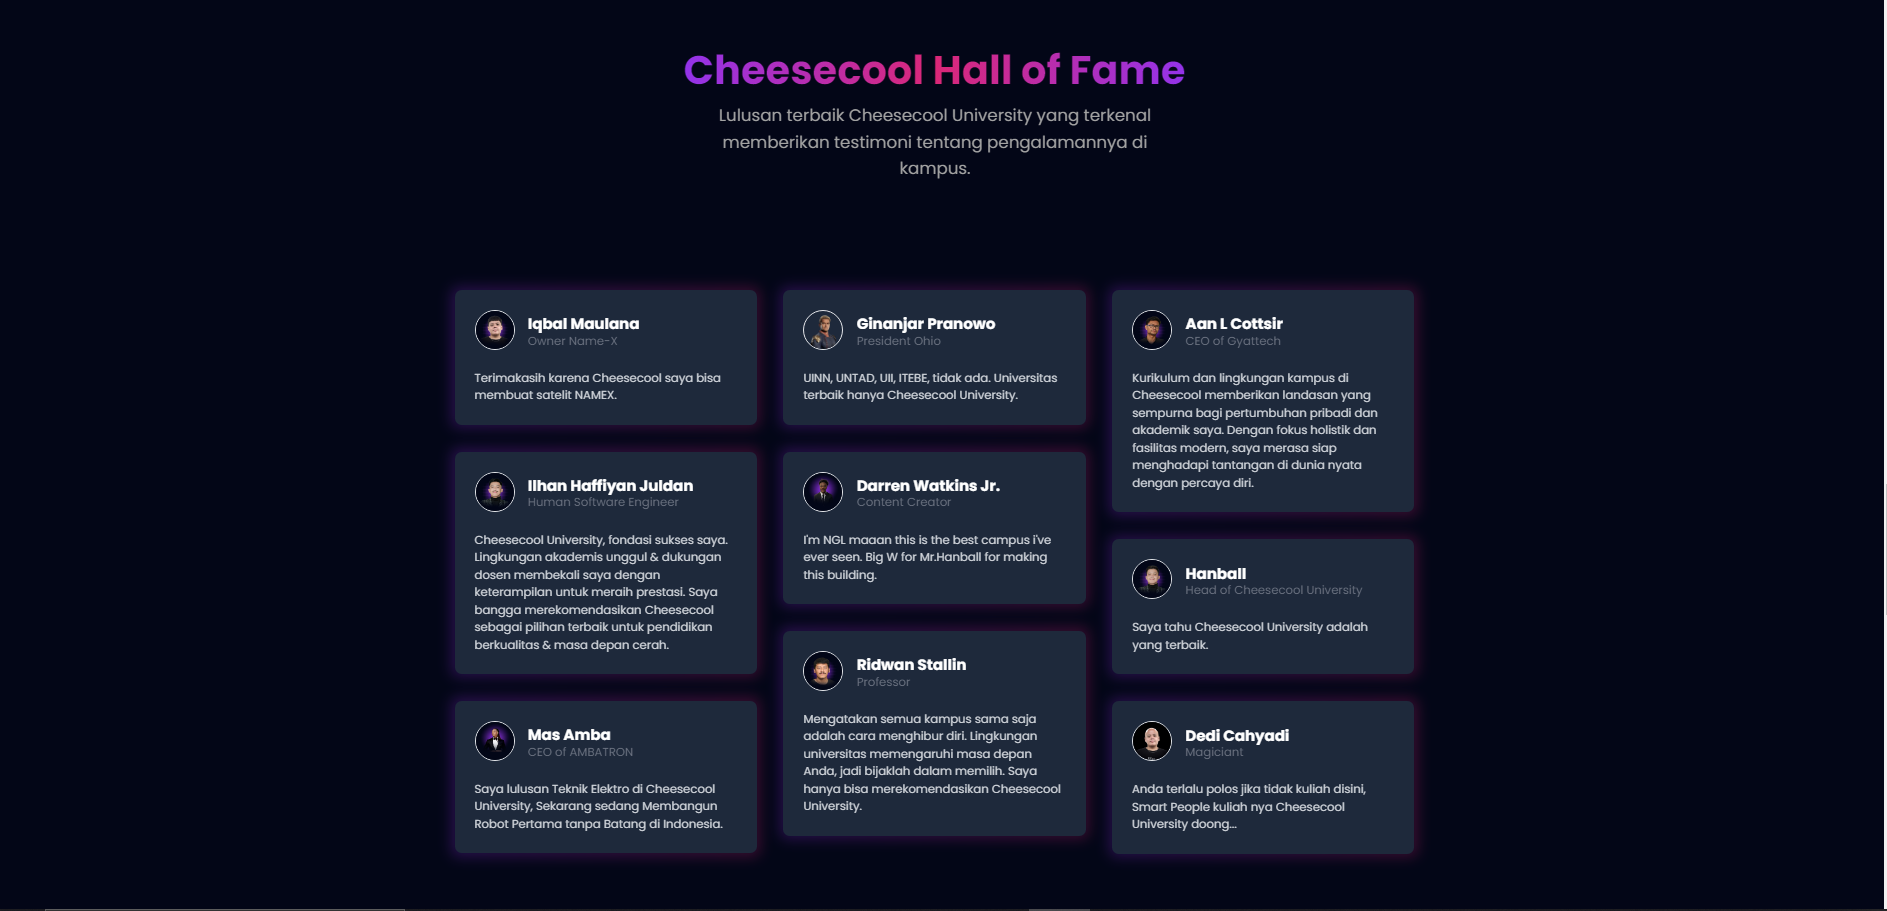 Cheesecool Hall of Fame
Lulusan terbaik Cheesecool University yang terkenal
memberikan testimoni tentang pengalamannya di
kampus.
Iqbal Maulana
Owner Name-X
Terimakasih karena Cheesecool saya bisa
membuat satelit NAMEX.
Ilhan Haffiyan Juldan
Human Software Engineer
Cheesecool University, fondasi sukses saya.
Lingkungan akademis unggul & dukungan
dosen membekali saya dengan
keterampilan untuk meraih prestasi. Saya
bangga merekomendasikan Cheesecool
sebagai pilihan terbaik untuk pendidikan
berkualitas & masa depan cerah.
Mas Amba
CEO of AMBATRON
Saya lulusan Teknik Elektro di Cheesecool
University, Sekarang sedang Membangun
Robot Pertama tanpa Batang di Indonesia.
Ginanjar Pranowo
President Ohio
UINN, UNTAD, UII, ITEBE, tidak ada. Universitas
terbaik hanya Cheesecool University.
Darren Watkins Jr.
Content Creator
I'm NGL maaan this is the best campus i've
ever seen. Big W for Mr.Hanball for making
this building.
Ridwan Stallin
Professor
Mengatakan semua kampus sama saja
adalah cara menghibur diri. Lingkungan
universitas memengaruhi masa depan
Anda, jadi bijaklah dalam memilih. Saya
hanya bisa merekomendasikan Cheesecool
University.
Aan L Cottsir
CEO of Gyattech
Kurikulum dan lingkungan kampus di
Cheesecool memberikan landasan yang
sempurna bagi pertumbuhan pribadi dan
akademik saya. Dengan fokus holistik dan
fasilitas modern, saya merasa siap
menghadapi tantangan di dunia nyata
dengan percaya diri.
Hanball
Head of Cheesecool University
Saya tahu Cheesecool University adalah
yang terbaik.
Dedi Cahyadi
Magiciant
Anda terlalu polos jika tidak kuliah disini,
Smart People kuliah nya Cheesecool
University doong...